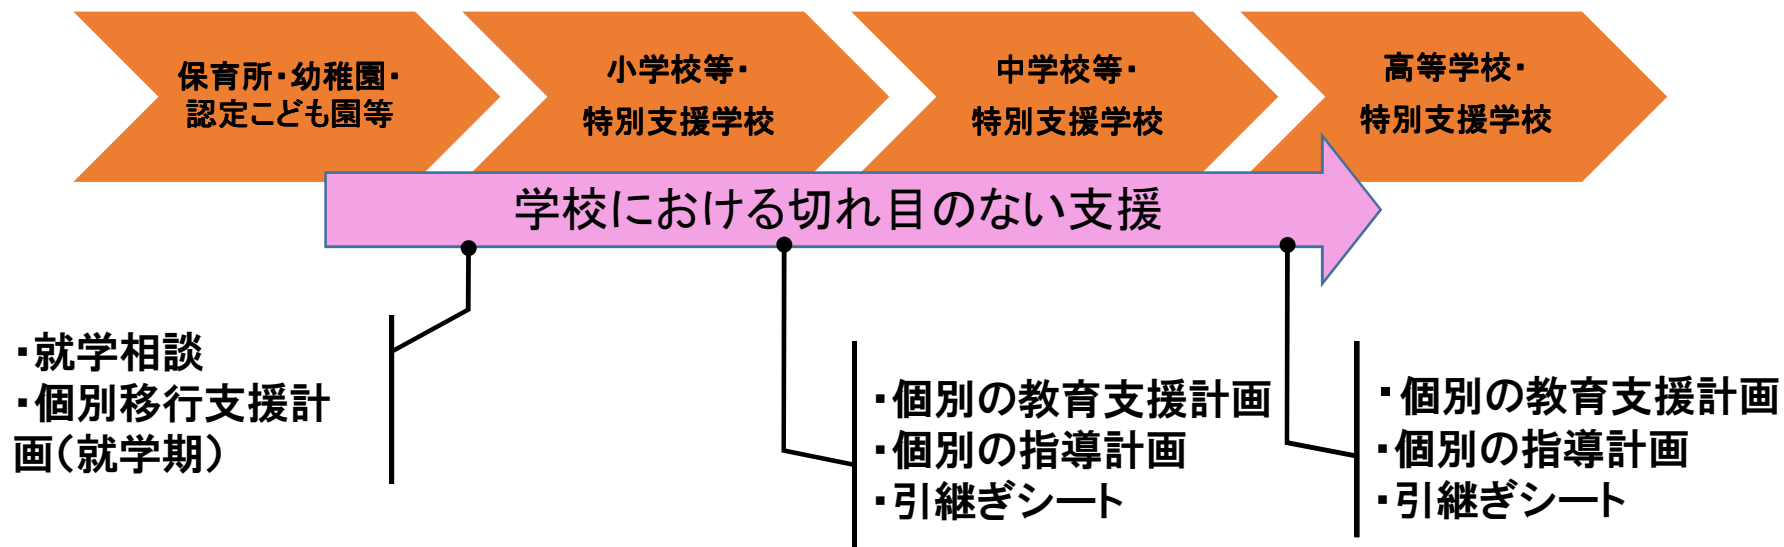 保育所・幼稚園・
認定こども園等
小学校等・
特別支援学校
中学校等・
特別支援学校
高等学校・
特別支援学校
学校における切れ目のない支援
・就学相談
・個別移行支援計
画（就学期）
・個別の教育支援計画
・個別の指導計画
・引継ぎシート
・個別の教育支援計画
・個別の指導計画
・引継ぎシート